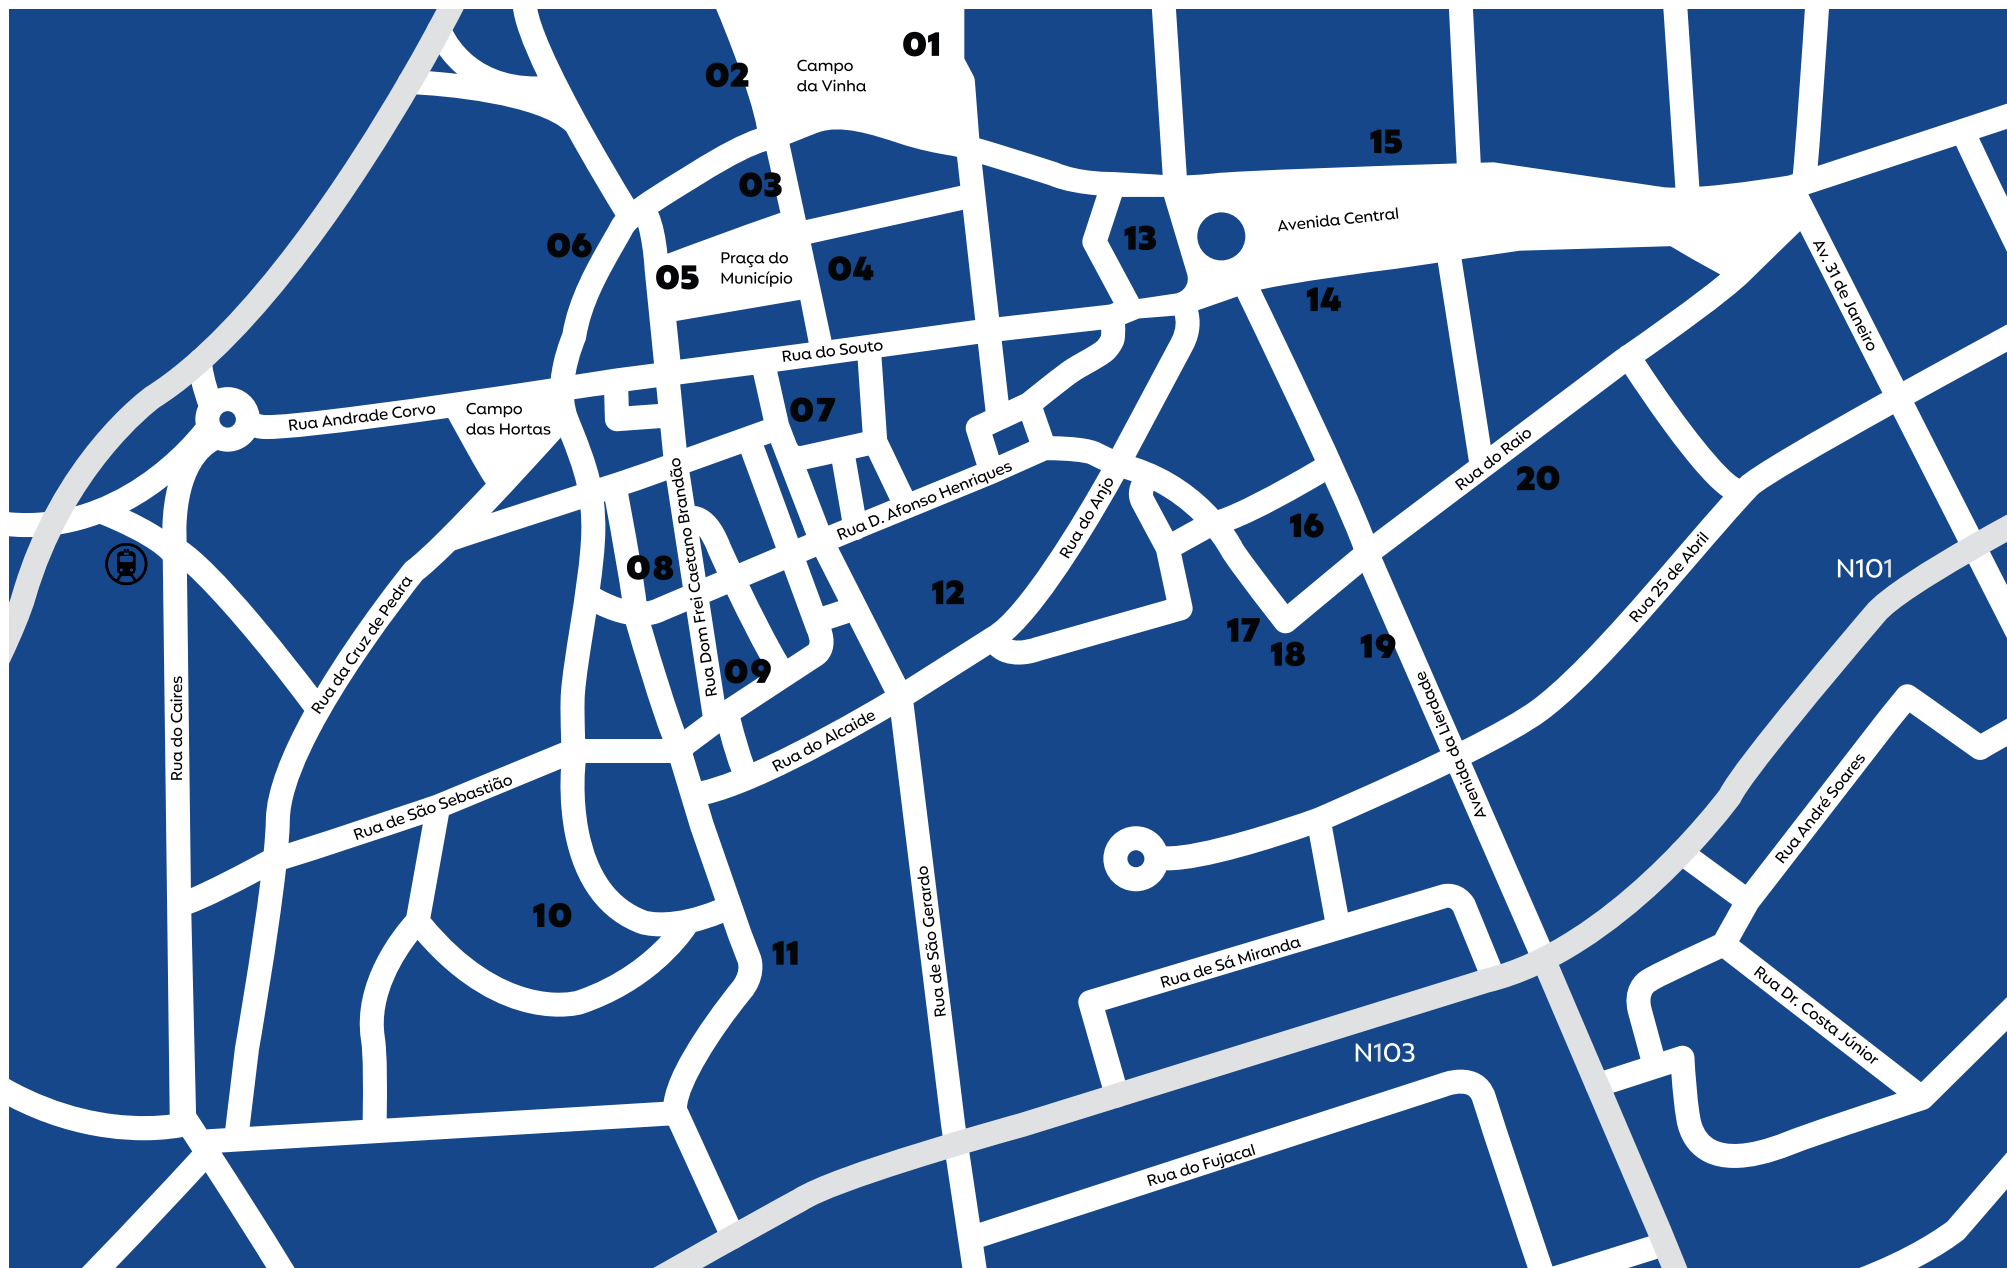 01
02
Campo
da Vinha
15
03
Avenida Central
13
06
Praça do
Município
05
04
Av. 31 de Janeiro
14
Rua do Souto
Rua Andrade Corvo
Campo
das Hortas
07
Rua do Raio
20
Rua D. Afonso Henriques
Rua do Anjo
16
Rua Dom Frei Caetano Brandão
08
12
N101
Rua 25 de Abril
Rua da Cruz de Pedra
17
18
19
09
Rua do Caires
Rua do Alcaide
Avenida da Lierdade
Rua de São Sebastião
Rua André Soares
10
11
Rua de São Gerardo
Rua de Sá Miranda
Rua Dr. Costa Júnior
N103
Rua do Fujacal